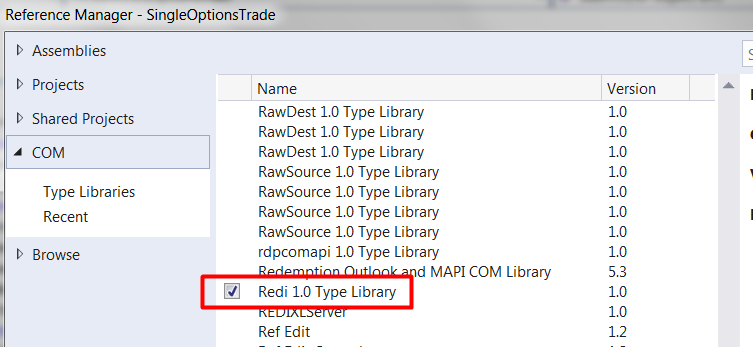 Reference Manager - SingleOptionsTrade
Assemblies
Projects
Shared Projects
COM
Type Libraries
Recent
Browse
Name Version
RawDest 1.0 Type Library 1.0
RawDest 1.0 Type Library 1.0
RawDest 1.0 Type Library 1.0
RawSource 1.0 Type Library 1.0
RawSource 1.0 Type Library 1.0
RawSource 1.0 Type Library 1.0
RawSource 1.0 Type Library 1.0
rdpcomapi 1.0 Type Library 1.0
Redemption Outlook and MAPI COM Library 5.3
Redi 1.0 Type Library 1.0
REDIXLServer 1.0
Ref Edit 1.2